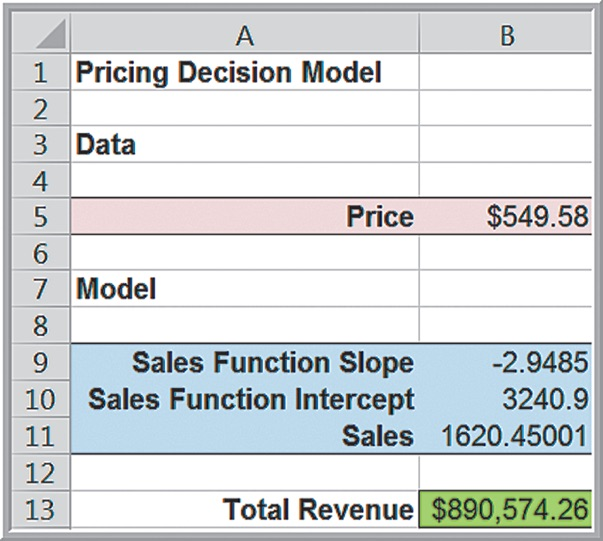 A B
1 Pricing Decision Model
2
3 Data
4
5 Price $549.58
6
7 Model
8
9 Sales Function Slope -2.9485
10 Sales Function Intercept 3240.9
11 Sales 1620.45001
12
13 Total Revenue $890,574.26